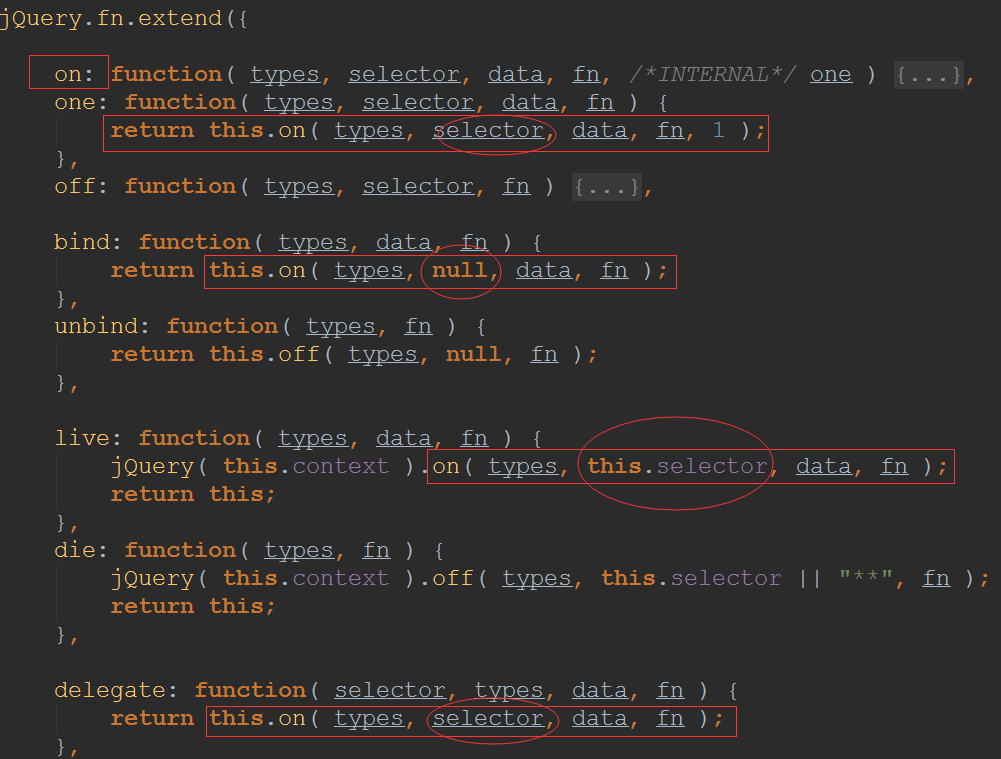 jQuery.fn.extend({
on: function( types, selector, data, fn, /*INTERNAL*/ one ) {...},
one: function( types, selector, data, fn ) {
return this.on( types, selector, data, fn, 1 );
},
off: function( types, selector, fn ) {...},
bind: function( types, data, fn ) {
return this.on( types, null, data, fn );
},
unbind: function( types, fn ) {
return this.off( types, null, fn );
},
live: function( types, data, fn ) {
jQuery( this.context ).on( types, this.selector, data, fn );
return this;
},
die: function( types, fn ) {
jQuery( this.context ).off( types, this.selector || "**", fn );
return this;
},
delegate: function( selector, types, data, fn ) {
return this.on( types, selector, data, fn );
},